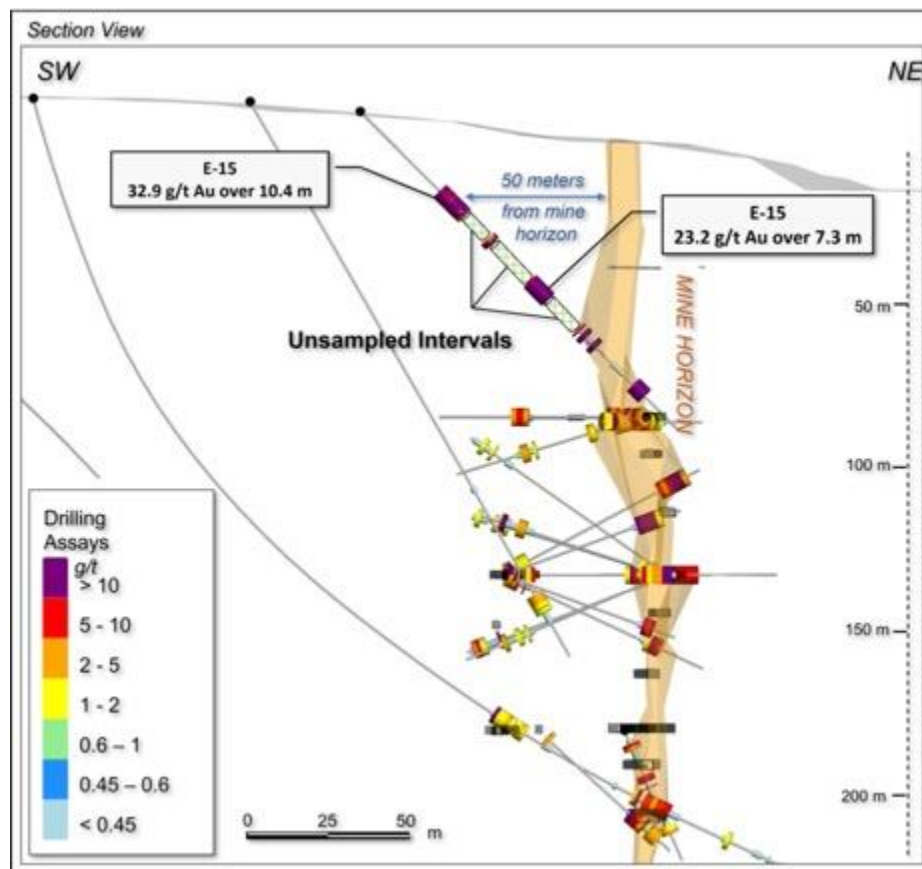 Section View
SW
NE
E-15
32.9 g/t Au over 10.4 m
50 meters
from mine
horizon
E-15
23.2 g/t Au over 7.3 m
MINE HORIZON
Unsampled Intervals
50 m
100 m
150 m
200 m
Drilling
Assays
g/t
> 10
5 - 10
2 - 5
1 - 2
0.6 – 1
0.45 – 0.6
< 0.45
0 25 50
m